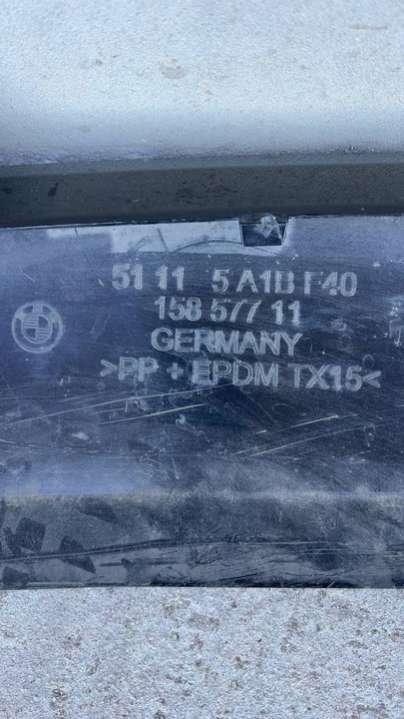 51 11 5 A1B F40
158 577 11
GERMANY
>PP + EPDM TX15<